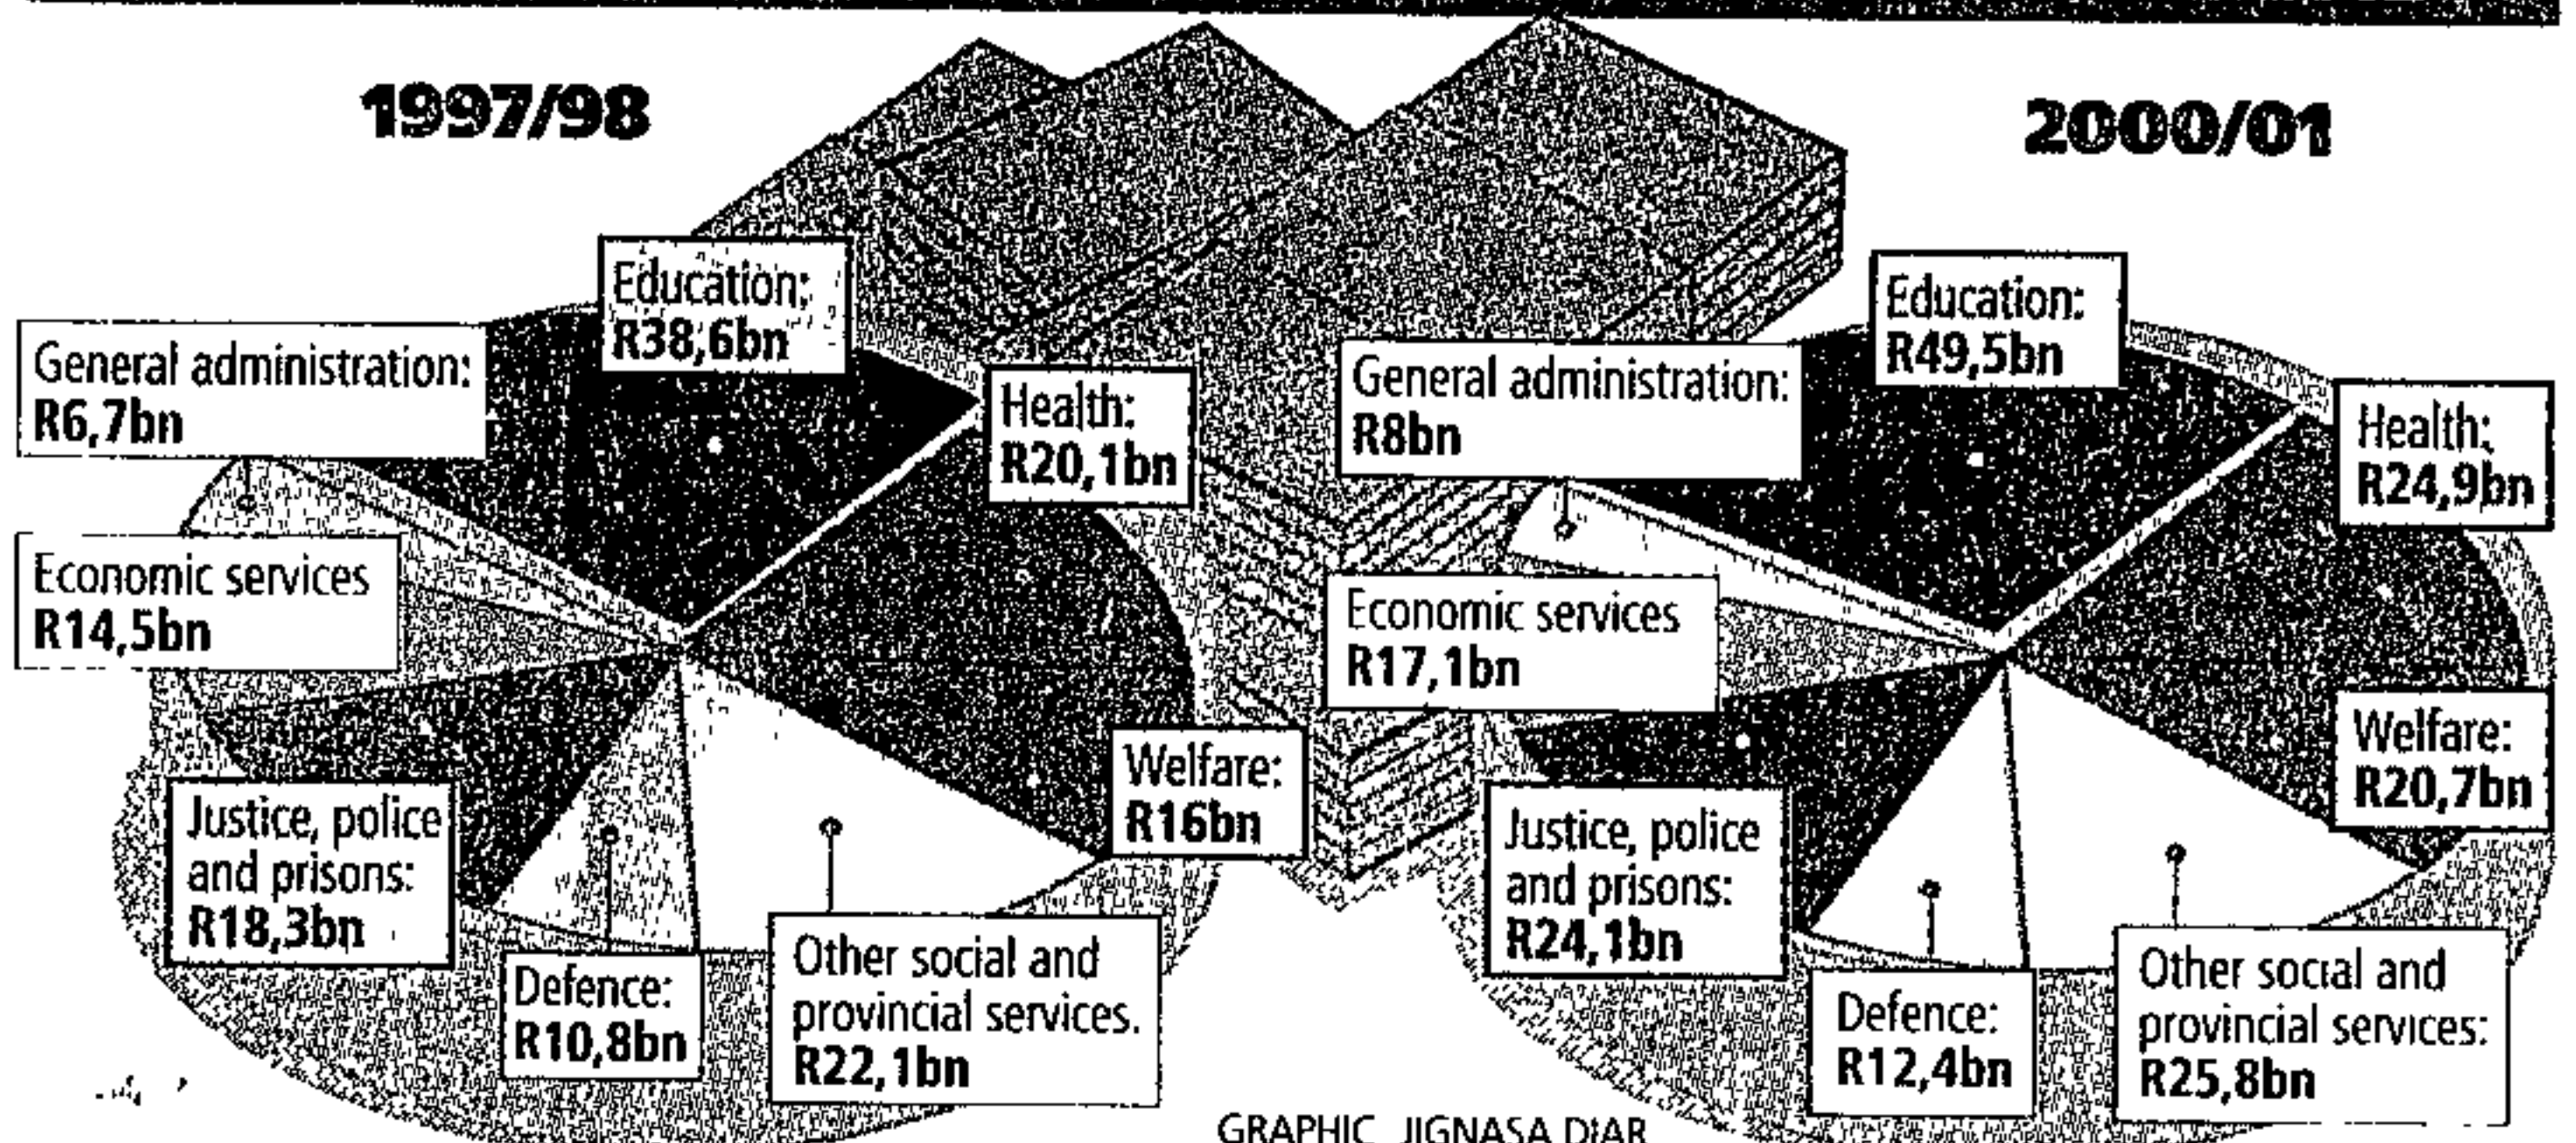 1997/98
Education:
R38,6bn
General administration:
R6,7bn
Health:
R20,1bn
Economic services
R14,5bn
Welfare:
R16bn
Justice, police
and prisons:
R18,3bn
Defence:
R10,8bn
Other social and
provincial services.
R22,1bn
2000/01
Education:
R49,5bn
General administration:
R8bn
Health:
R24,9bn
Economic services
R17,1bn
Welfare:
R20,7bn
Justice, police
and prisons:
R24,1bn
Defence:
R12,4bn
Other social and
provincial services:
R25,8bn
GRAPHIC JIGNASA DIAR